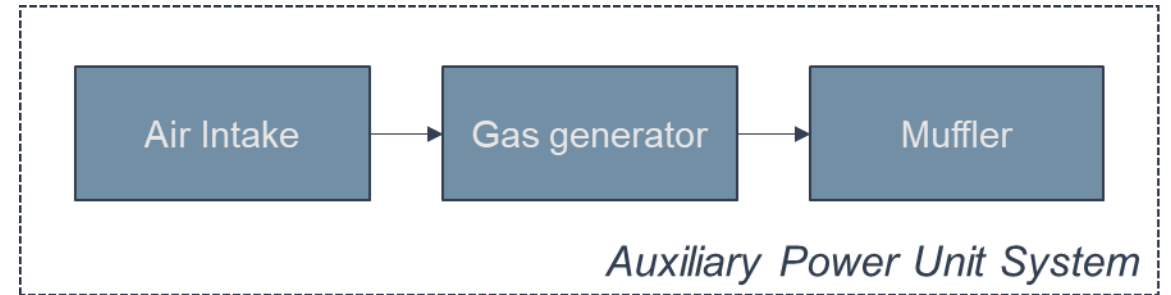 Air Intake
Gas generator
Muffler
Auxiliary Power Unit System